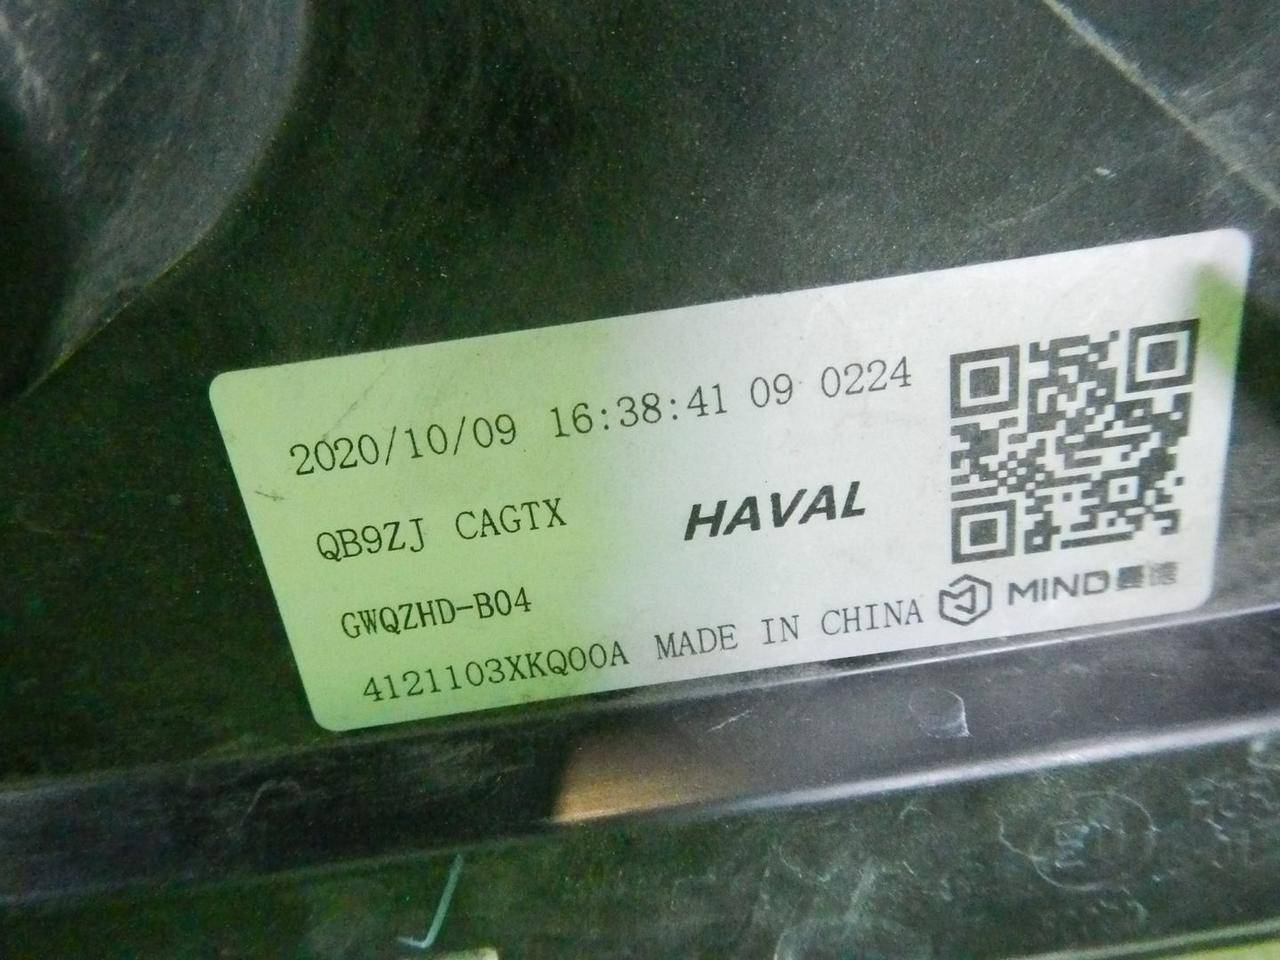 2020/10/09 16:38:41 09 0224
QB9ZJ CAGTX
HAVAL
GWQZHD-B04
MIND曼德
4121103XKQ00A MADE IN CHINA